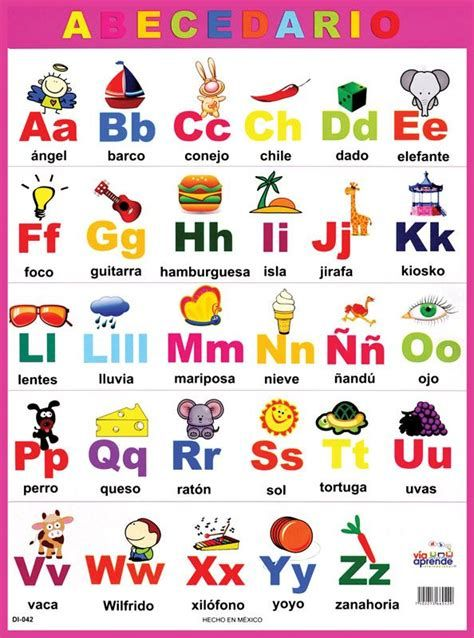 ABECEDARIO
Aa Bb Cc Ch Dd Ee
ángel barco conejo chile dado elefante
Ff Gg Hh Ii Jj Kk
foco guitarra hamburguesa isla jirafa kiosko
Ll Llll Mm Nn Ññ Oo
lentes lluvia mariposa nieve ñandú ojo
Pp Qq Rr Ss Tt Uu
perro queso ratón sol tortuga uvas
Vv Ww Xx Yy Zz
vía
aprende
vaca Wilfrido xilófono yoyo zanahoria
DI-042 HECHO EN MÉXICO